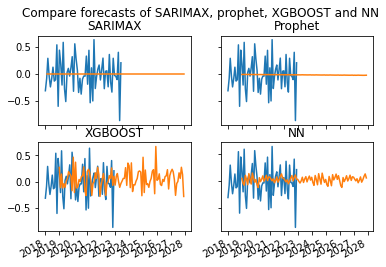 Compare forecasts of SARIMAX, prophet, XGBOOST and NN
SARIMAX
Prophet
0.5
0.0
−0.5
XGBOOST
NN
0.5
0.0
−0.5
2018 2019 2020 2021 2022 2023 2024 2025 2026 2027 2028
2018 2019 2020 2021 2022 2023 2024 2025 2026 2027 2028